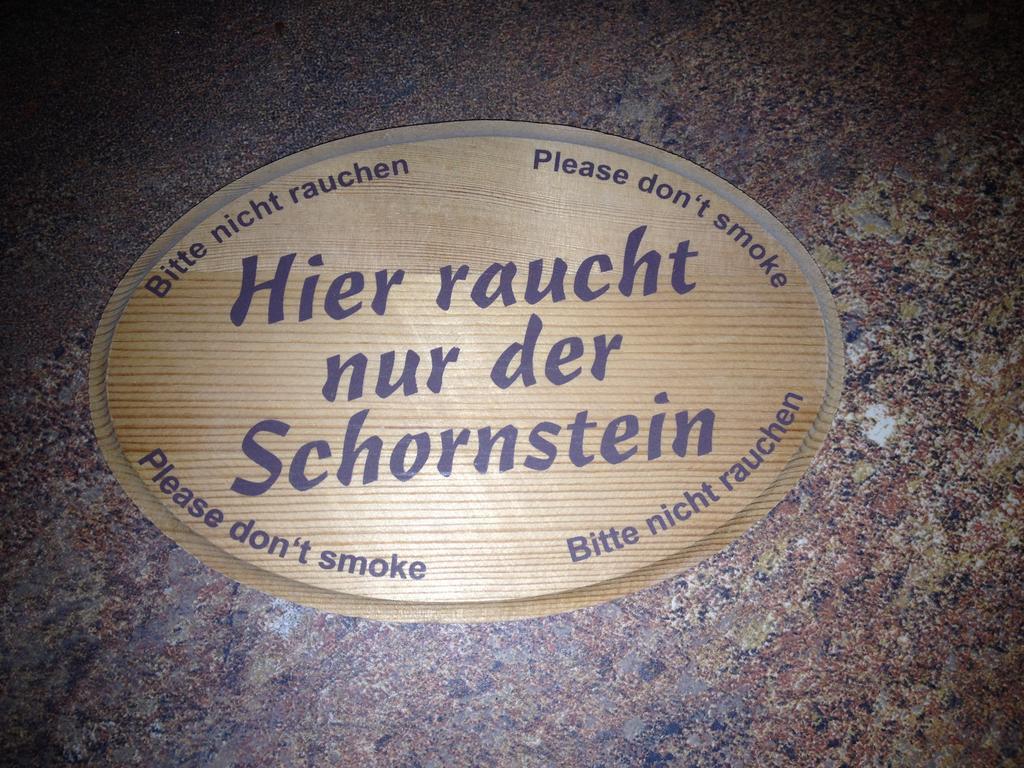 Bitte nicht rauchen
Please don‘t smoke
Hier raucht
nur der
Schornstein
Please don‘t smoke
Bitte nicht rauchen